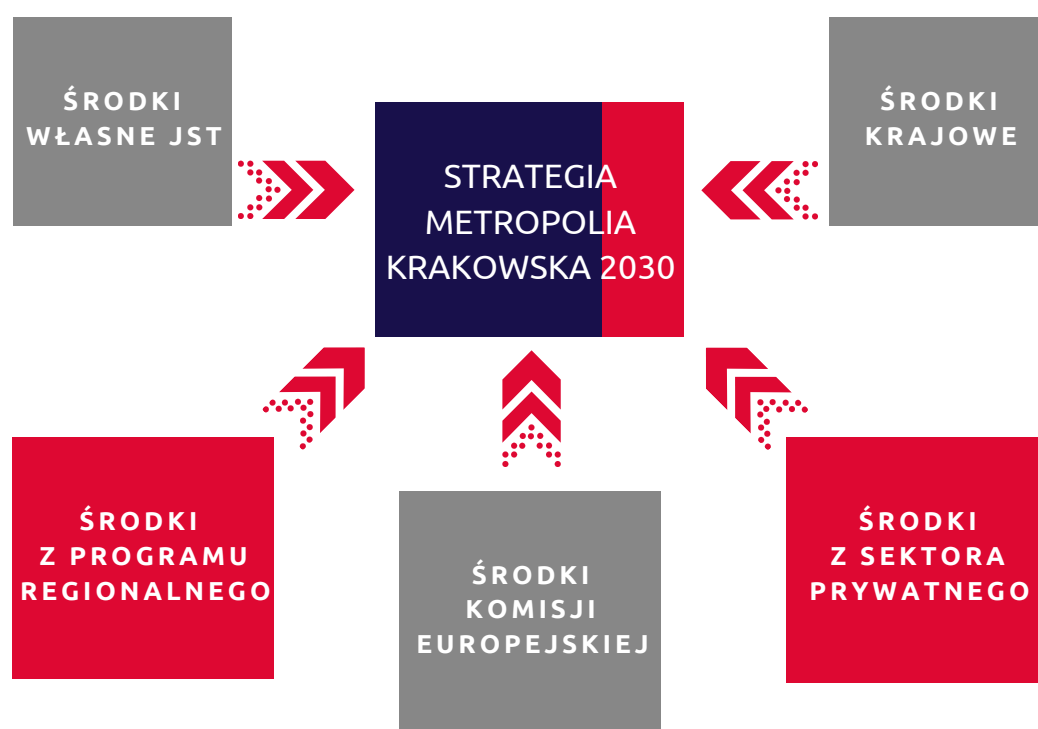 ŚRODKI
WŁASNE JST
STRATEGIA
METROPOLIA
KRAKOWSKA 2030
ŚRODKI
KRAJOWE
ŚRODKI
Z PROGRAMU
REGIONALNEGO
ŚRODKI
KOMISJI
EUROPEJSKIEJ
ŚRODKI
Z SEKTORA
PRYWATNEGO